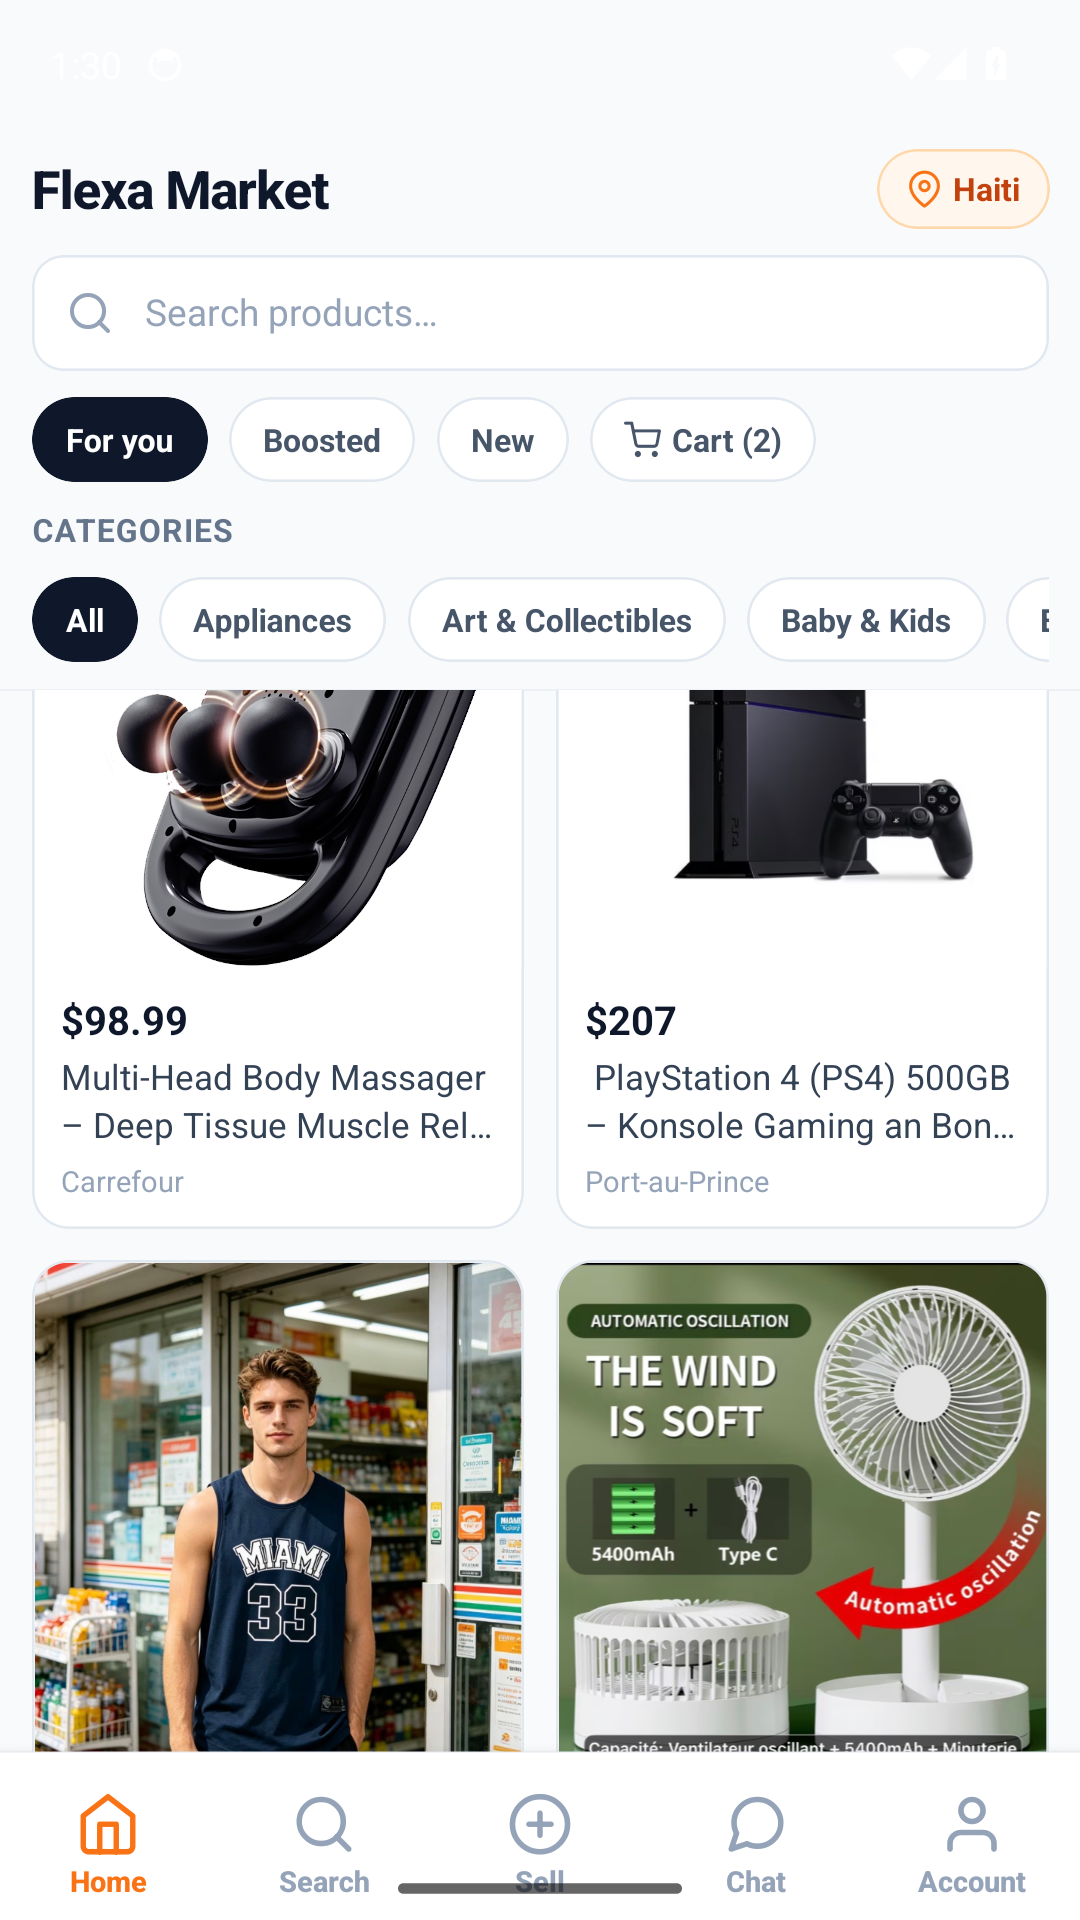 1:30
Flexa Market
Haiti
Search products...
For you
Boosted
New
Cart (2)
CATEGORIES
All
Appliances
Art & Collectibles
Baby & Kids
$98.99
Multi-Head Body Massager
– Deep Tissue Muscle Rel...
Carrefour
$207
PlayStation 4 (PS4) 500GB
– Konsole Gaming an Bon...
Port-au-Prince
MIAMI
33
AUTOMATIC OSCILLATION
THE WIND
IS SOFT
+
5400mAh
Type C
Automatic oscillation
Capacité: Ventilateur oscillant + 5400mAh + Minuterie
Home
Search
Sell
Chat
Account